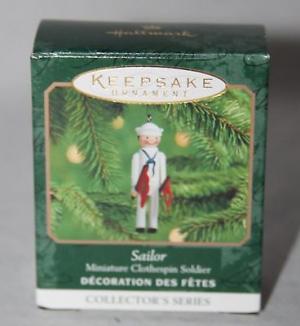 Hallmark
KEEPSAKE
ORNAMENT
Sailor
Miniature Clothespin Soldier
DÉCORATION DES FÊTES
COLLECTOR'S SERIES